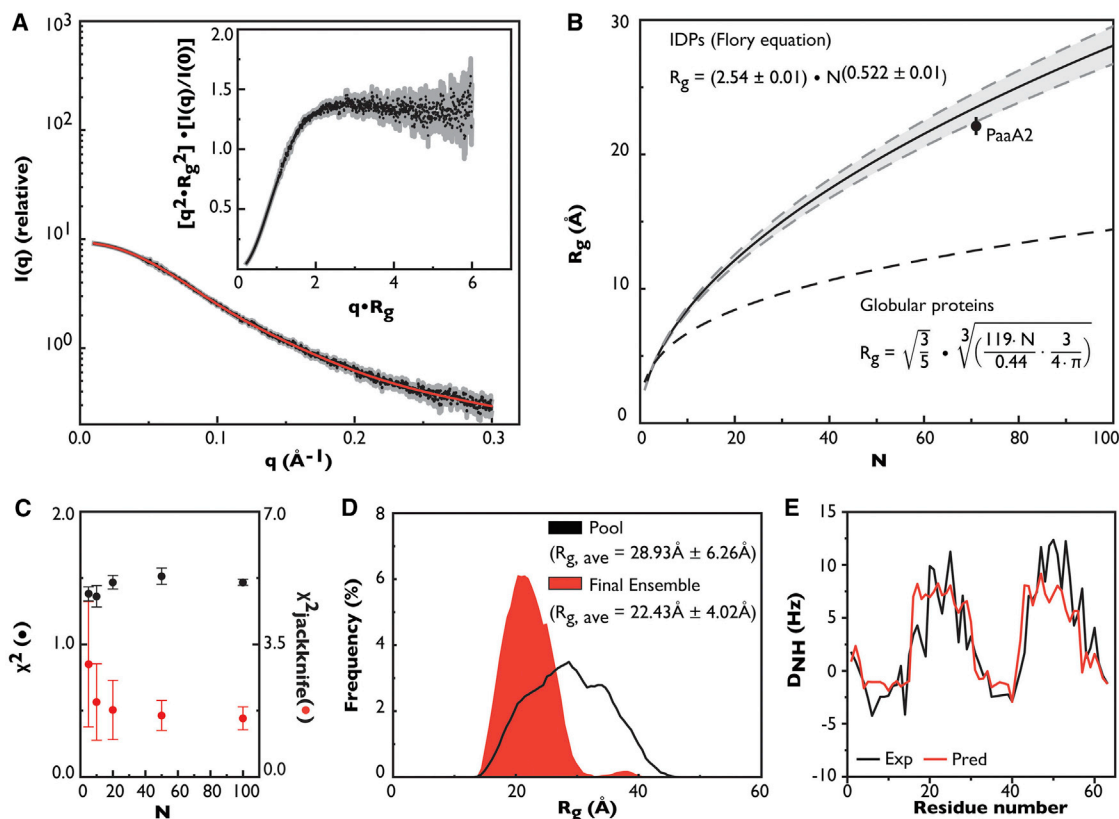 A
10³
10²
10¹
10⁰
I(q) (relative)
0.0
0.1
0.2
0.3
q (Å⁻¹)
2.0
1.5
1.0
0.5
[q²•Rg²] •[I(q)/I(0)]
0
2
4
6
q•Rg
B
30
20
10
0
Rg (Å)
IDPs (Flory equation)
Rg = (2.54 ± 0.01) • N(0.522 ± 0.01)
PaaA2
Globular proteins
Rg = √3/5 • ³√(119· N/0.44 · 3/4·π)
0
20
40
60
80
100
N
C
2.0
1.0
0.0
χ² (●)
7.0
3.5
0.0
χ²jackknife(●)
0
20
40
60
80
100
N
D
8
6
4
2
0
Frequency (%)
Pool
(Rg, ave = 28.93Å ± 6.26Å)
Final Ensemble
(Rg, ave = 22.43Å ± 4.02Å)
0
20
40
60
Rg (Å)
E
15
10
5
0
-5
-10
DNH (Hz)
Exp
Pred
0
20
40
60
Residue number